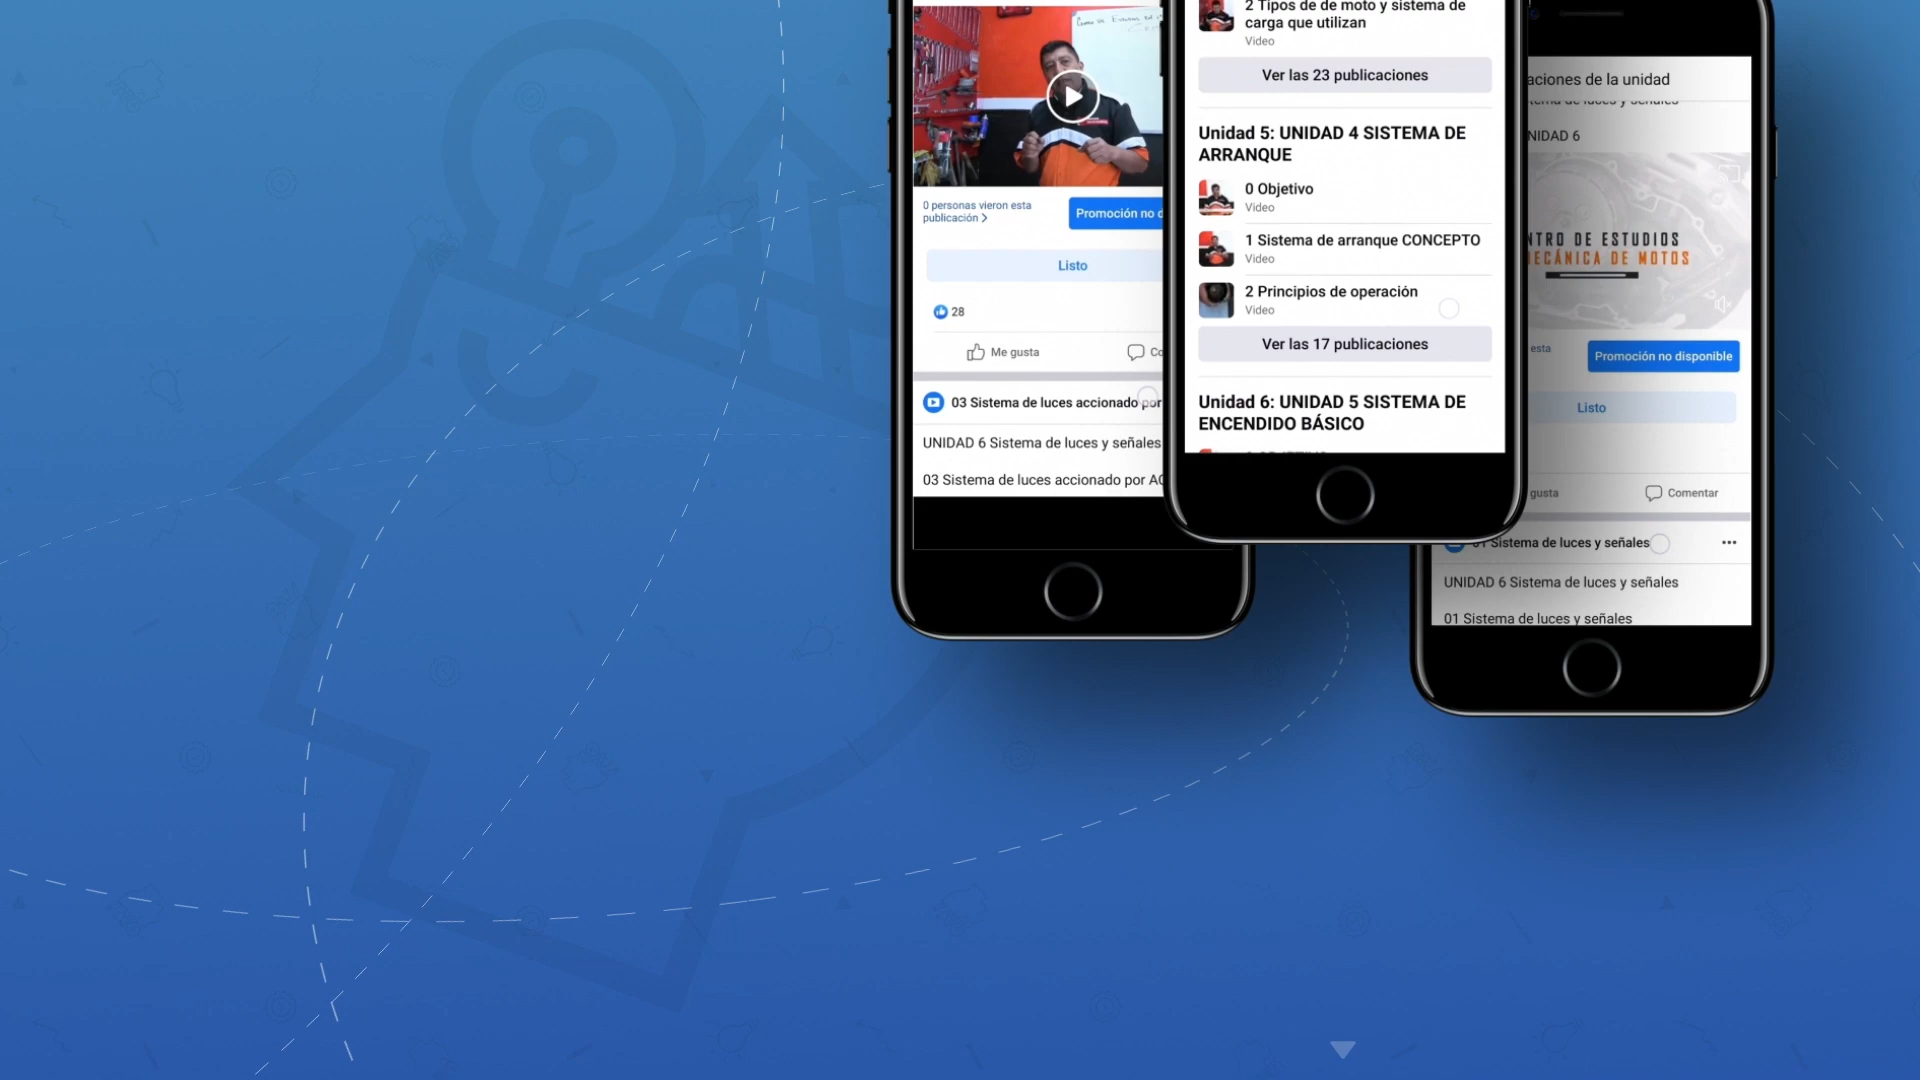 0 personas vieron esta
publicación
Promoción no d
Listo
28
Me gusta
Co
03 Sistema de luces accionado por
UNIDAD 6 Sistema de luces y señales
03 Sistema de luces accionado por AC
2 Tipos de de moto y sistema de
carga que utilizan
Video
Ver las 23 publicaciones
Unidad 5: UNIDAD 4 SISTEMA DE
ARRANQUE
0 Objetivo
Video
1 Sistema de arranque CONCEPTO
Video
2 Principios de operación
Video
Ver las 17 publicaciones
Unidad 6: UNIDAD 5 SISTEMA DE
ENCENDIDO BÁSICO
aciones de la unidad
NIDAD 6
NTRO DE ESTUDIOS
ECÁNICA DE MOTOS
esta
Promoción no disponible
Listo
gusta
Comentar
01 Sistema de luces y señales
UNIDAD 6 Sistema de luces y señales
01 Sistema de luces y señales